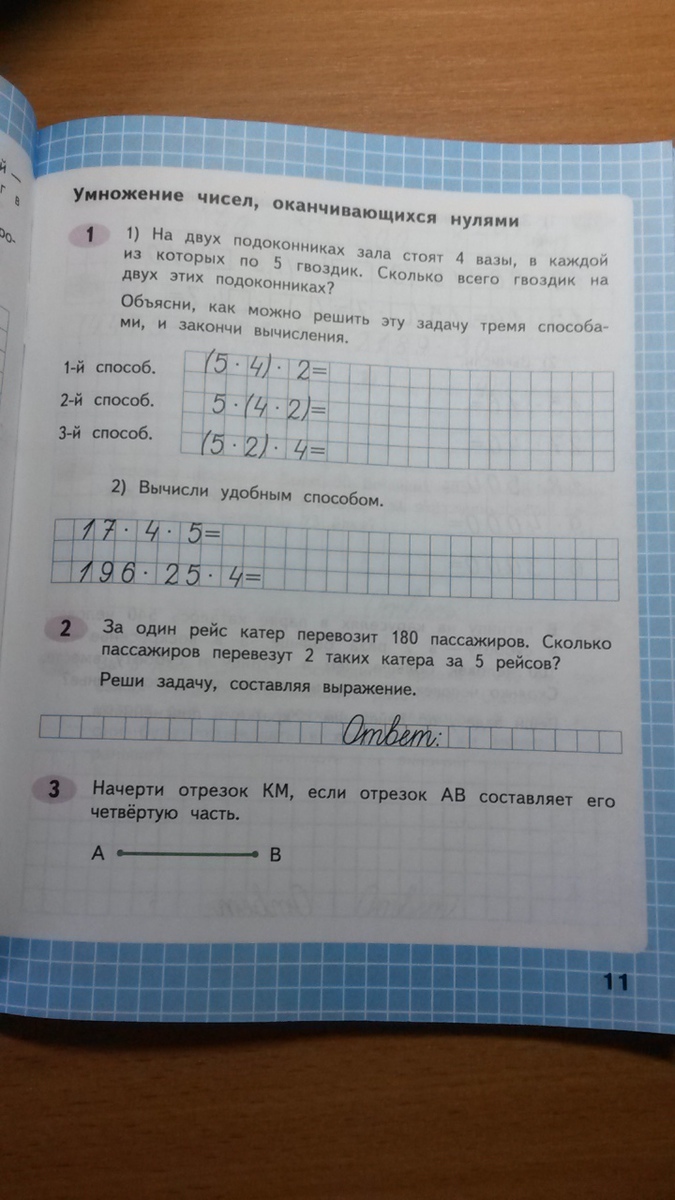 й —
г в
ро-
Умножение чисел, оканчивающихся нулями
1 1) На двух подоконниках зала стоят 4 вазы, в каждой
из которых по 5 гвоздик. Сколько всего гвоздик на
двух этих подоконниках?
Объясни, как можно решить эту задачу тремя способа-
ми, и закончи вычисления.
1-й способ. (5 · 4) · 2=
2-й способ. 5 · (4 · 2)=
3-й способ. (5 · 2) · 4=
2) Вычисли удобным способом.
17 · 4 · 5=
196 · 25 · 4=
2 За один рейс катер перевозит 180 пассажиров. Сколько
пассажиров перевезут 2 таких катера за 5 рейсов?
Реши задачу, составляя выражение.
Ответ:
3 Начерти отрезок КМ, если отрезок АВ составляет его
четвёртую часть.
А В
11